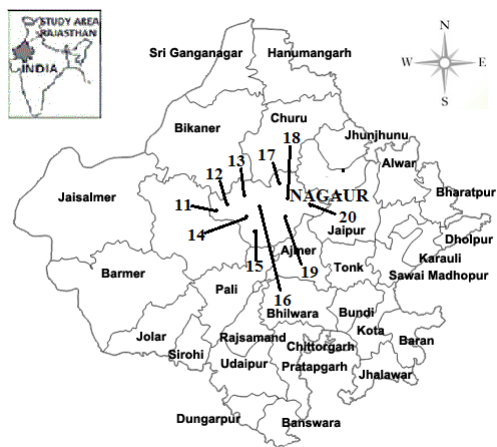 STUDY AREA
RAJASTHAN
INDIA
N
W E
S
Sri Ganganagar
Hanumangarh
Bikaner
Churu
18
Jhunjhunu
17
13
Alwar
12
Jaisalmer
NAGAUR
Bharatpur
11
20
14
Jaipur
Dholpur
Ajmer
Karauli
15
19
Tonk
Sawai Madhopur
Barmer
Pali
16
Bhilwara
Bundi
Kota
Jolar
Rajsamand
Chittorgarh
Baran
Sirohi
Udaipur
Pratapgarh
Jhalawar
Dungarpur
Banswara